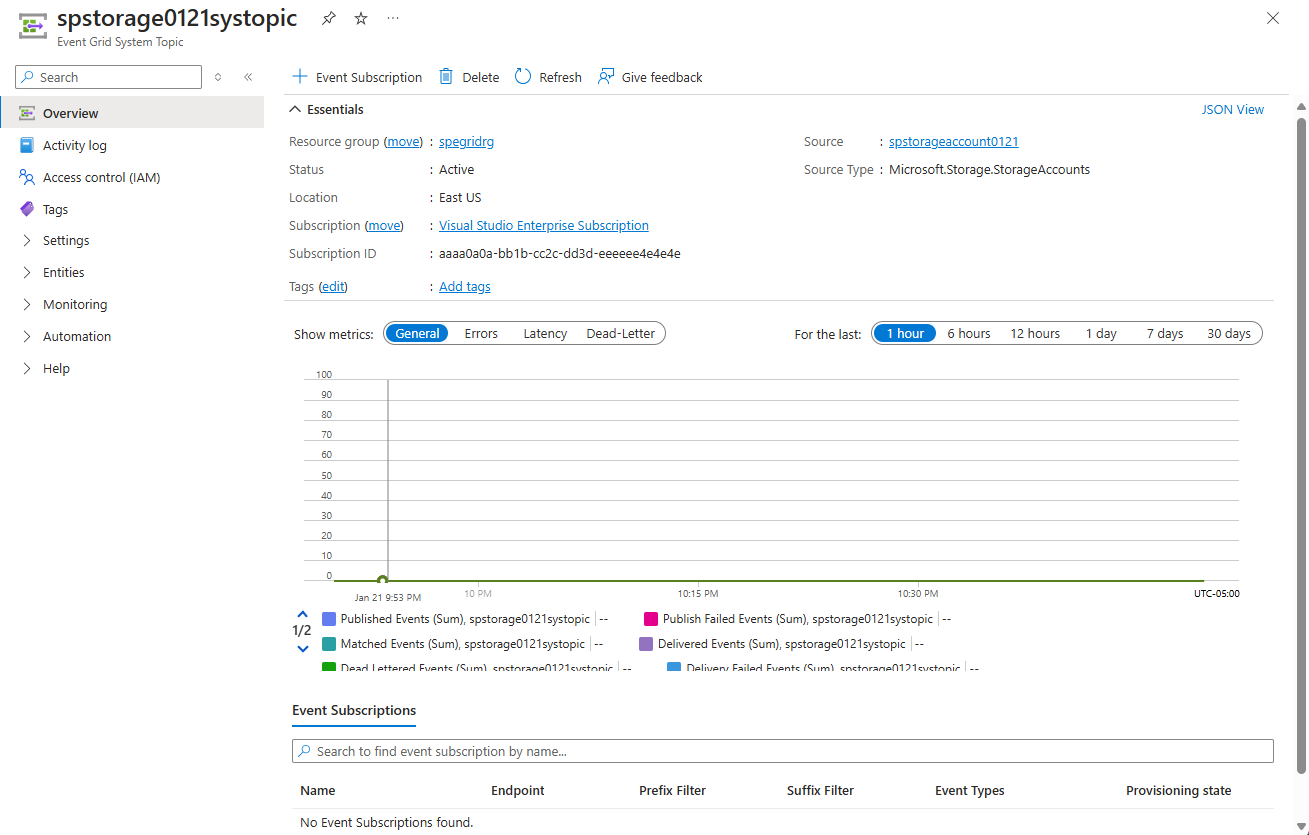 spstorage0121systopic
Event Grid System Topic
Search
Overview
Activity log
Access control (IAM)
Tags
Settings
Entities
Monitoring
Automation
Help
Event Subscription Delete Refresh Give feedback
Essentials JSON View
Resource group (move) : spegridrg
Status : Active
Location : East US
Subscription (move) : Visual Studio Enterprise Subscription
Subscription ID : aaaa0a0a-bb1b-cc2c-dd3d-eeeeee4e4e4e
Tags (edit) : Add tags
Source : spstorageaccount0121
Source Type : Microsoft.Storage.StorageAccounts
Show metrics: General Errors Latency Dead-Letter For the last: 1 hour 6 hours 12 hours 1 day 7 days 30 days
100
90
80
70
60
50
40
30
20
10
0
Jan 21 9:53 PM 10 PM 10:15 PM 10:30 PM UTC-05:00
1/2
Published Events (Sum), spstorage0121systopic -- Publish Failed Events (Sum), spstorage0121systopic --
Matched Events (Sum), spstorage0121systopic -- Delivered Events (Sum), spstorage0121systopic --
Dead Lettered Events (Sum), spstorage0121systopic -- Delivery Failed Events (Sum), spstorage0121systopic --
Event Subscriptions
Search to find event subscription by name...
Name Endpoint Prefix Filter Suffix Filter Event Types Provisioning state
No Event Subscriptions found.